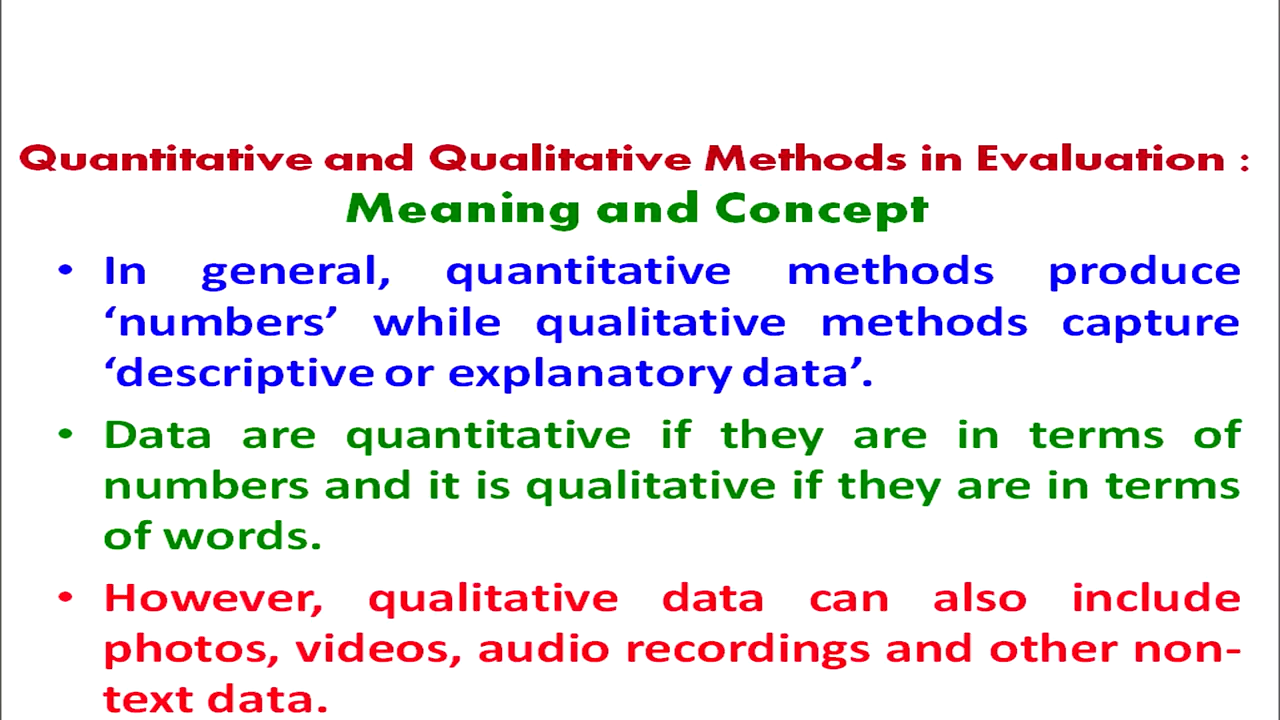 Quantitative and Qualitative Methods in Evaluation :
Meaning and Concept
• In general, quantitative methods produce
‘numbers’ while qualitative methods capture
‘descriptive or explanatory data’.
• Data are quantitative if they are in terms of
numbers and it is qualitative if they are in terms
of words.
• However, qualitative data can also include
photos, videos, audio recordings and other non-
text data.